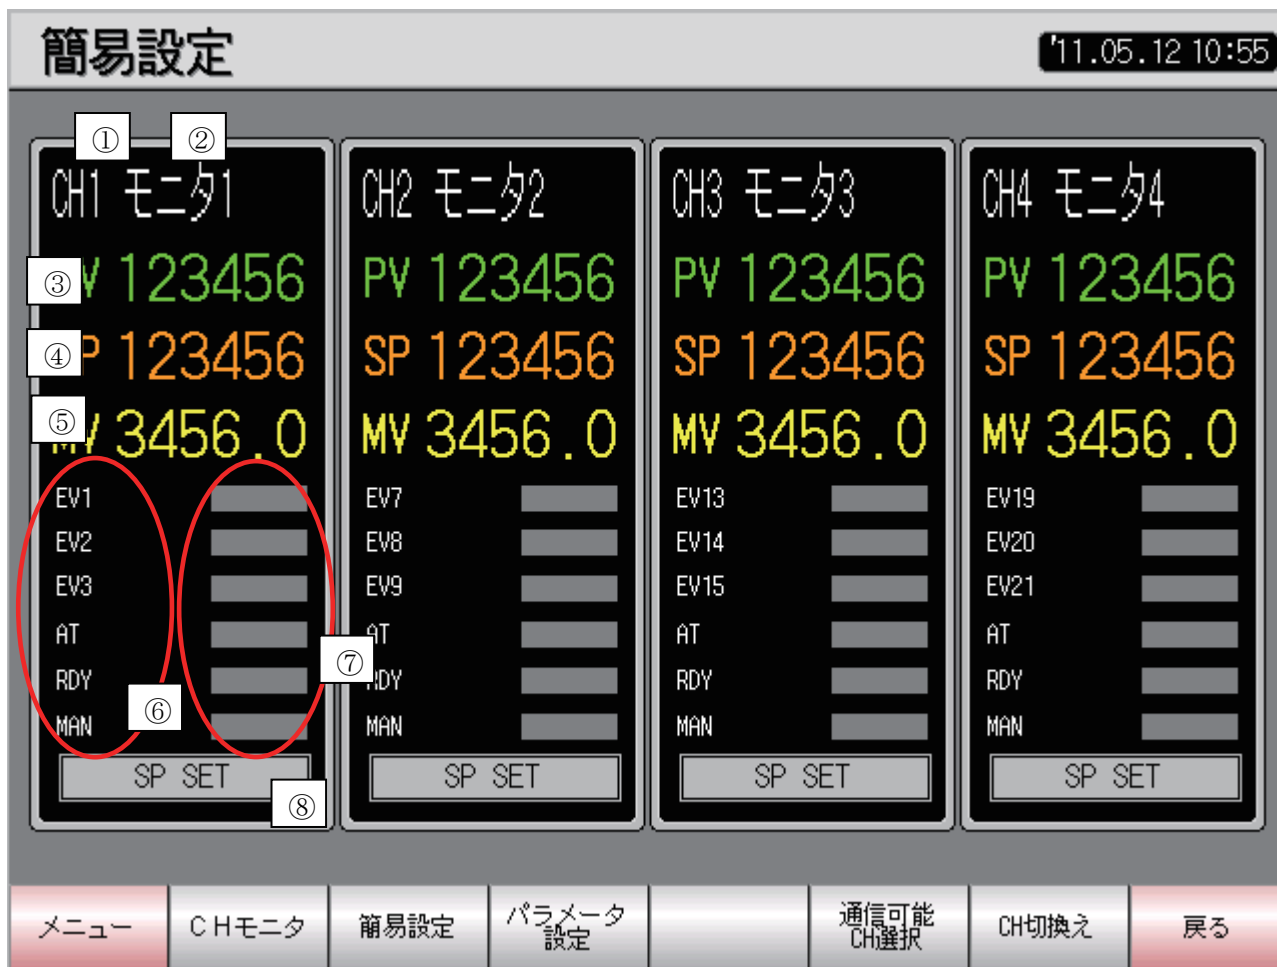 簡易設定
'11.05.12 10:55
① ②
CH1 モニタ1
③ V 123456
④ P 123456
⑤ MV 3456.0
EV1
EV2
EV3
AT
RDY
⑥
MAN
⑦
SP SET
⑧
CH2 モニタ2
PV 123456
SP 123456
MV 3456.0
EV7
EV8
EV9
AT
RDY
MAN
SP SET
CH3 モニタ3
PV 123456
SP 123456
MV 3456.0
EV13
EV14
EV15
AT
RDY
MAN
SP SET
CH4 モニタ4
PV 123456
SP 123456
MV 3456.0
EV19
EV20
EV21
AT
RDY
MAN
SP SET
メニュー
CHモニタ
簡易設定
パラメータ
設定
通信可能
CH選択
CH切換え
戻る